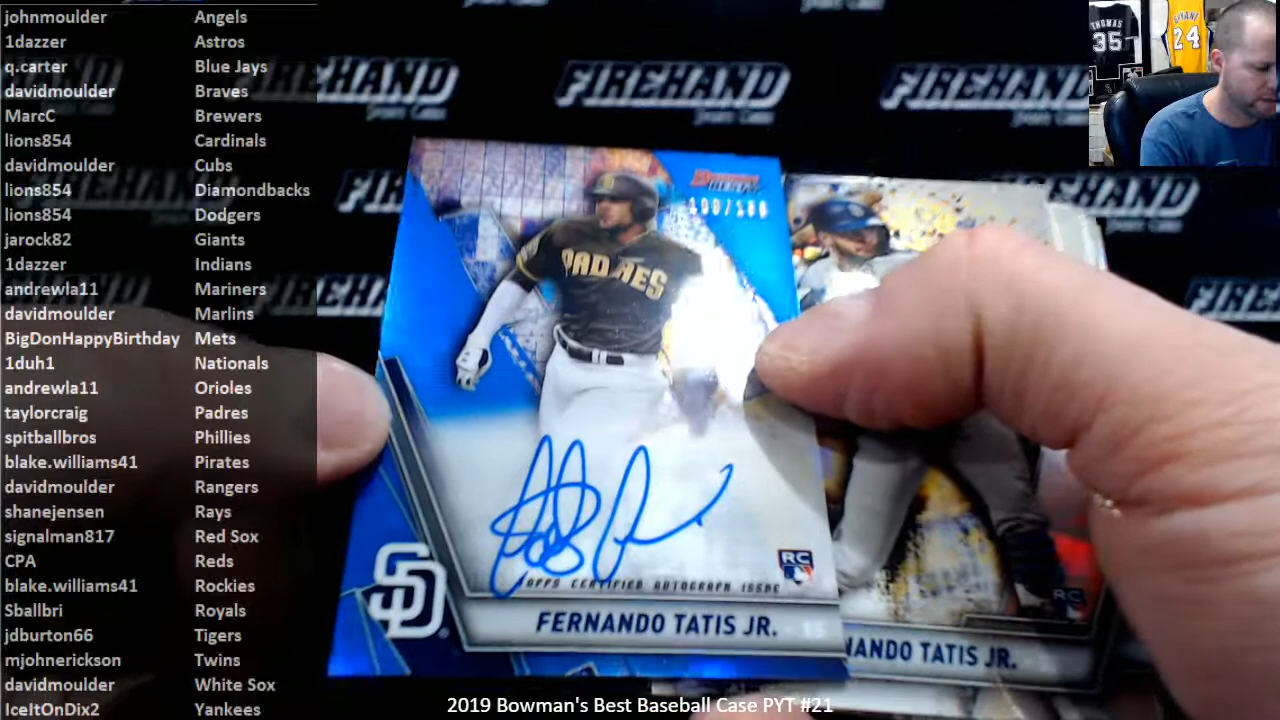 johnmoulder Angels
1dazzer Astros
q.carter Blue Jays
davidmoulder Braves
MarcC Brewers
lions854 Cardinals
davidmoulder Cubs
lions854 Diamondbacks
lions854 Dodgers
jarock82 Giants
1dazzer Indians
andrewla11 Mariners
davidmoulder Marlins
BigDonHappyBirthday Mets
1duh1 Nationals
andrewla11 Orioles
taylorcraig Padres
spitballbros Phillies
blake.williams41 Pirates
davidmoulder Rangers
shanejensen Rays
signalman817 Red Sox
CPA Reds
blake.williams41 Rockies
Sballbri Royals
jdburton66 Tigers
mjohnerickson Twins
davidmoulder White Sox
IceItOnDix2 Yankees
THOMAS
35
BRYANT
24
FIREHAND
FIREHAND
FIREHAND
BOWMAN'S
BEST
PADRES
TOPPS CERTIFIED AUTOGRAPH ISSUE
RC
SD
FERNANDO TATIS JR.
RC
NANDO TATIS JR.
2019 Bowman's Best Baseball Case PYT #21